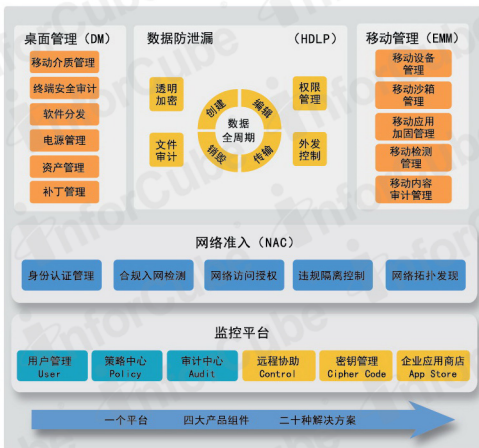 桌面管理（DM）
移动介质管理
终端安全审计
软件分发
电源管理
资产管理
补丁管理
数据防泄漏 （HDLP）
透明
加密
文件
审计
创建
编辑
销毁
传输
数据
全周期
权限
管理
外发
控制
移动管理（EMM）
移动设备
管理
移动沙箱
管理
移动应用
加固管理
移动检测
管理
移动内容
审计管理
网络准入（NAC）
身份认证管理
合规入网检测
网络访问授权
违规隔离控制
网络拓扑发现
监控平台
用户管理
User
策略中心
Policy
审计中心
Audit
远程协助
Control
密钥管理
Cipher Code
企业应用商店
App Store
一个平台 四大产品组件 二十种解决方案
InforCube